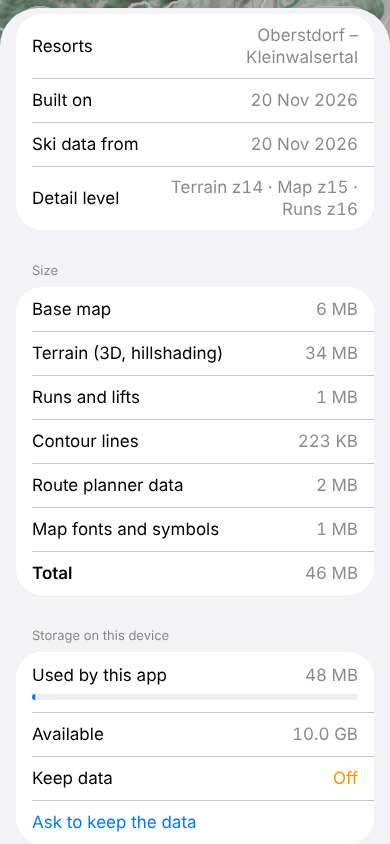 Resorts
Oberstdorf –
Kleinwalsertal
Built on
20 Nov 2026
Ski data from
20 Nov 2026
Detail level
Terrain z14 · Map z15 ·
Runs z16
Size
Base map
6 MB
Terrain (3D, hillshading)
34 MB
Runs and lifts
1 MB
Contour lines
223 KB
Route planner data
2 MB
Map fonts and symbols
1 MB
Total
46 MB
Storage on this device
Used by this app
48 MB
Available
10.0 GB
Keep data
Off
Ask to keep the data